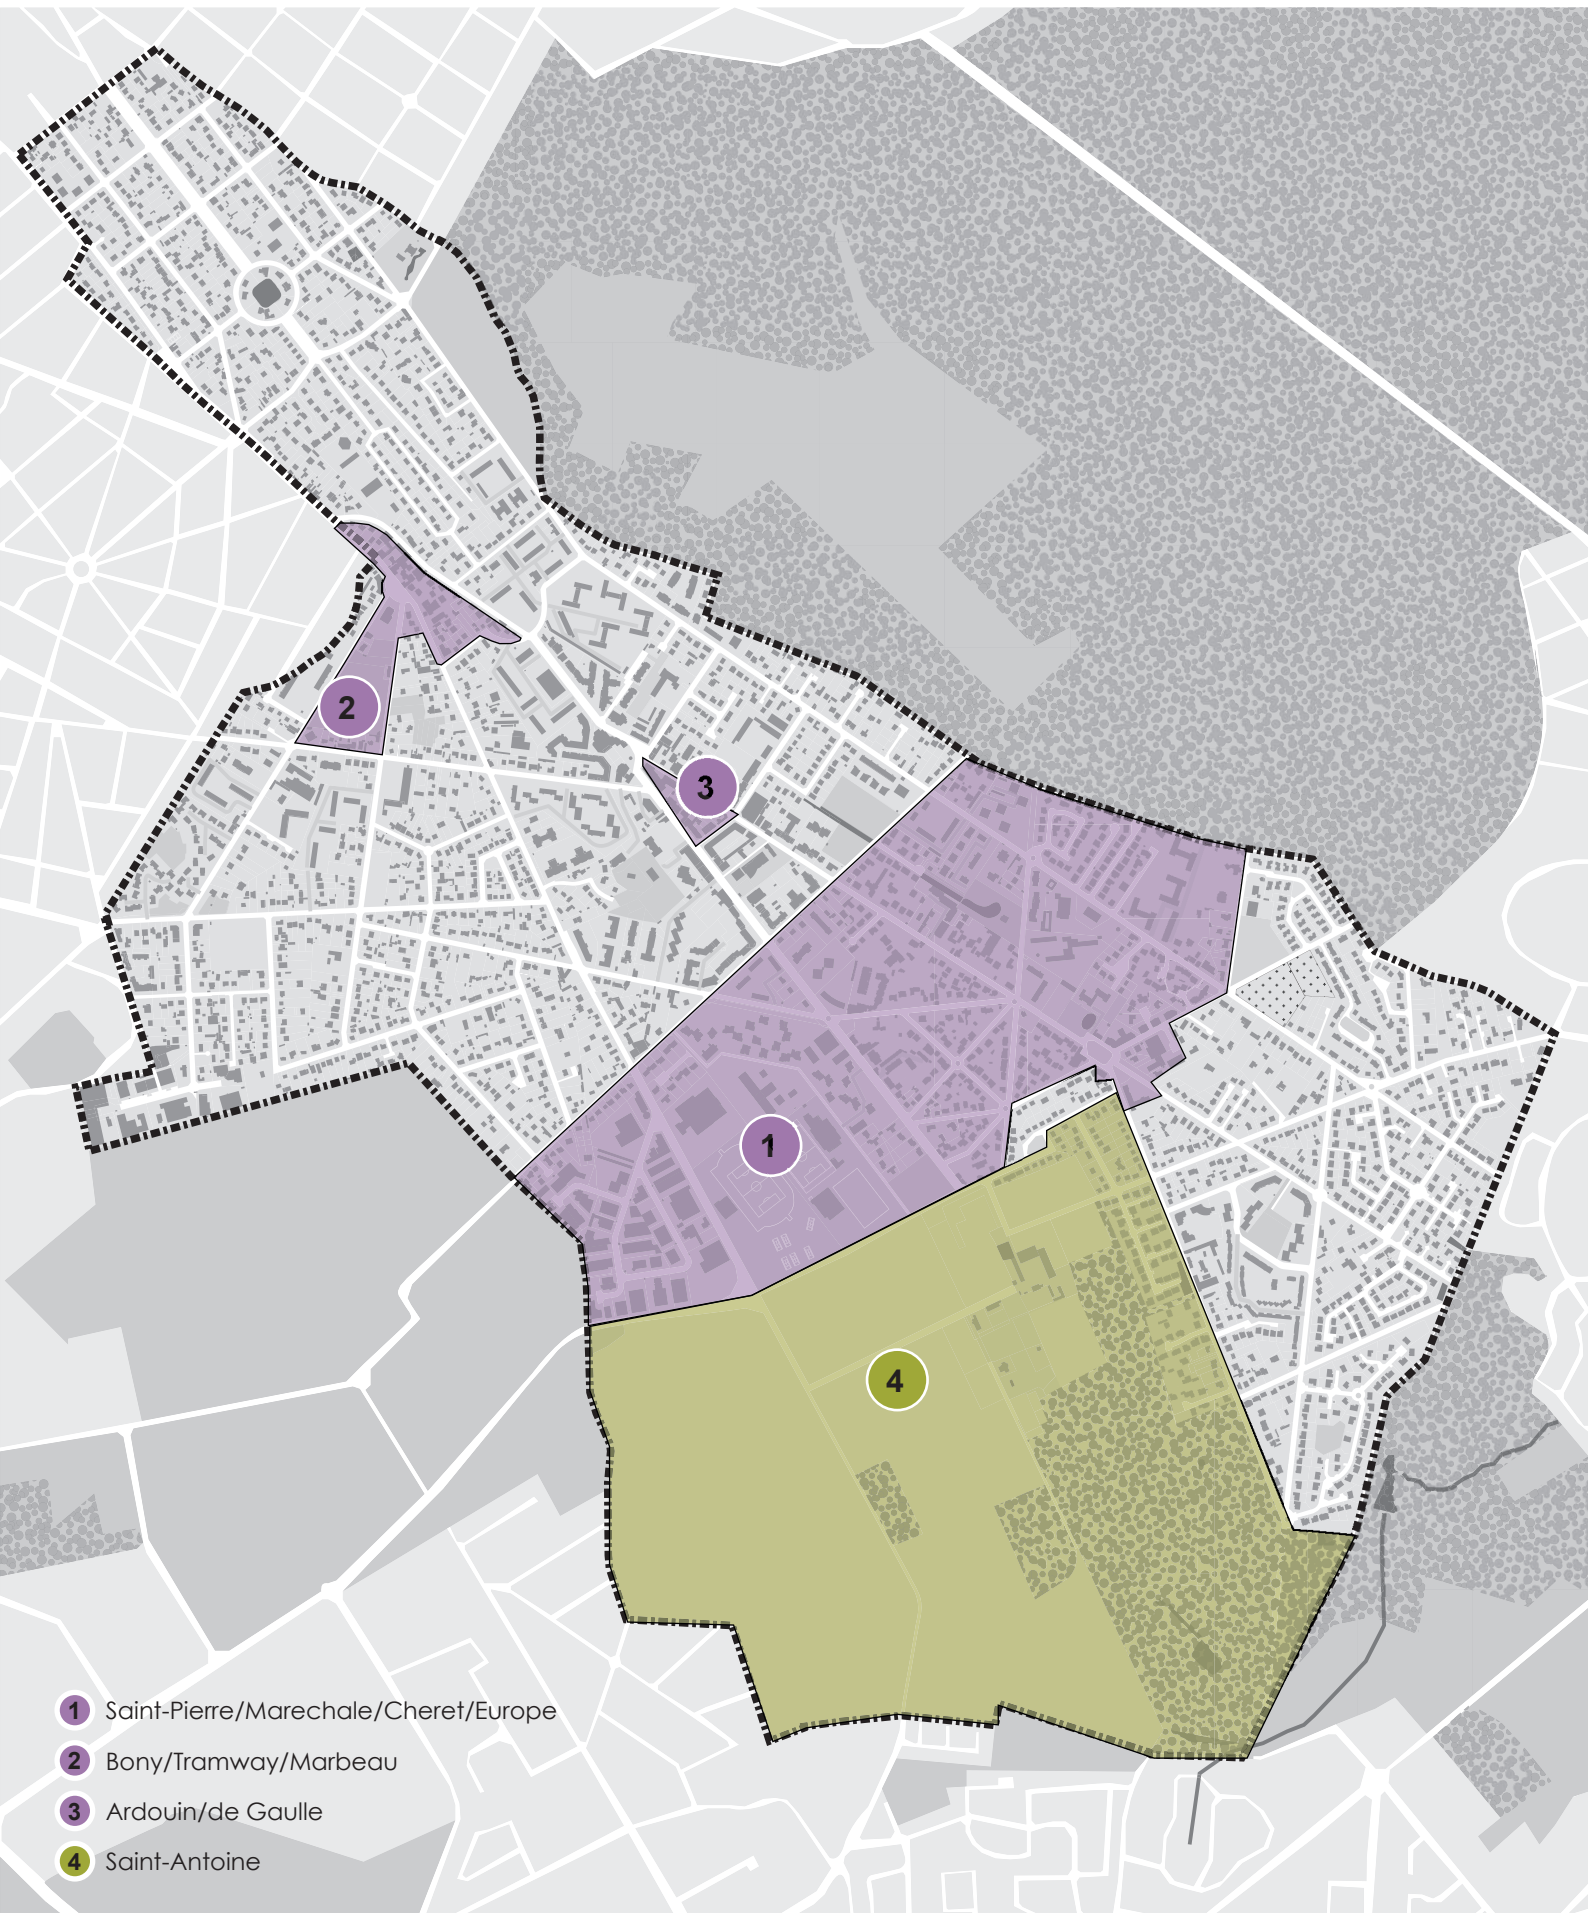 2
3
1
4
1 Saint-Pierre/Marechale/Cheret/Europe
2 Bony/Tramway/Marbeau
3 Ardouin/de Gaulle
4 Saint-Antoine